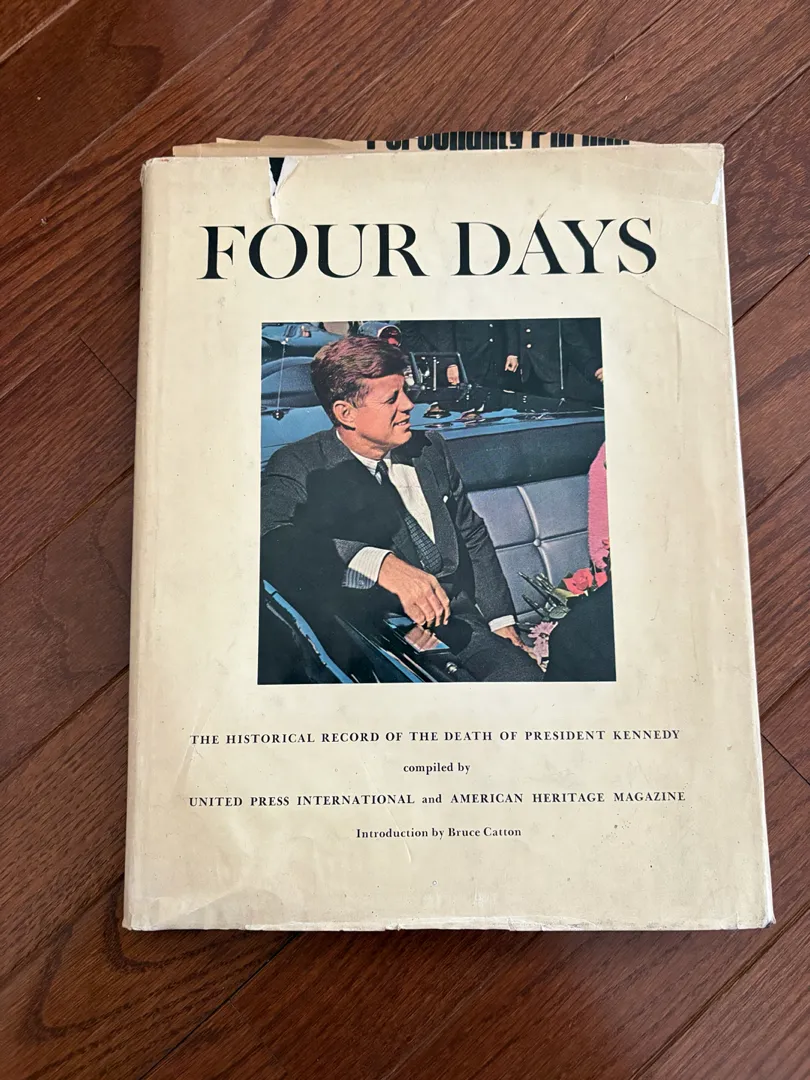 FOUR DAYS
THE HISTORICAL RECORD OF THE DEATH OF PRESIDENT KENNEDY
compiled by
UNITED PRESS INTERNATIONAL and AMERICAN HERITAGE MAGAZINE
Introduction by Bruce Catton